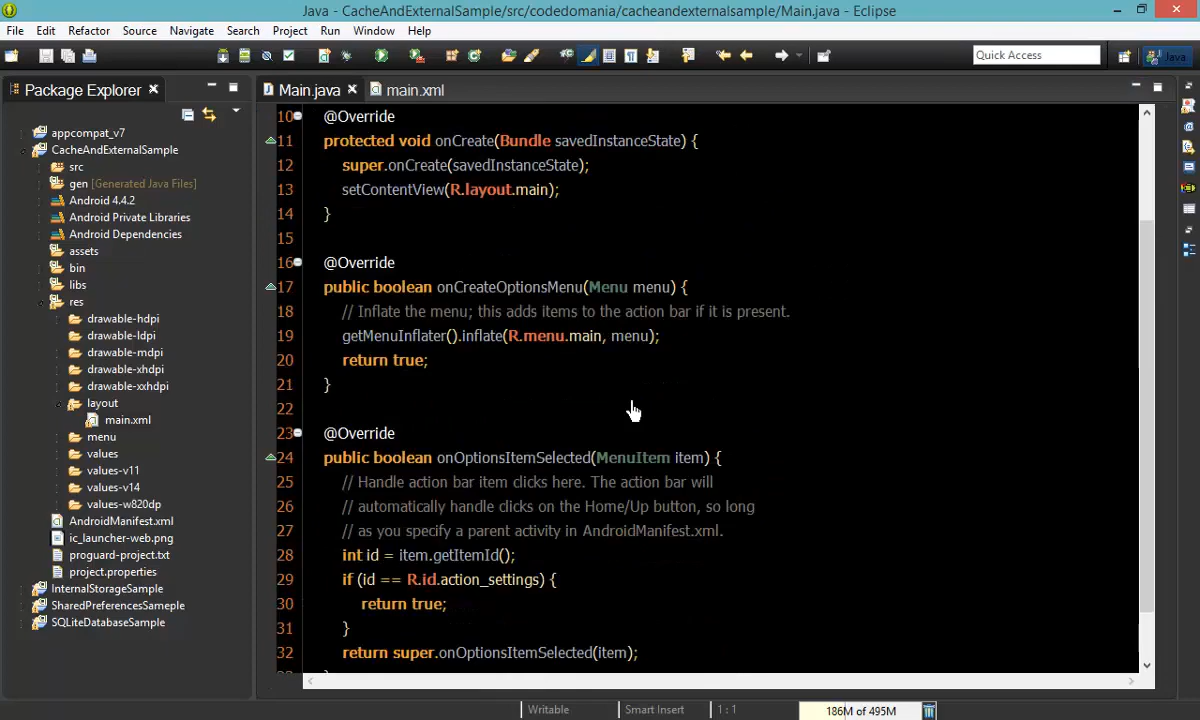 Java - CacheAndExternalSample/src/codedomania/cacheandexternalsample/Main.java - Eclipse
File Edit Refactor Source Navigate Search Project Run Window Help
Quick Access
Java
Package Explorer
Main.java
main.xml
appcompat_v7
CacheAndExternalSample
src
gen [Generated Java Files]
Android 4.4.2
Android Private Libraries
Android Dependencies
assets
bin
libs
res
drawable-hdpi
drawable-ldpi
drawable-mdpi
drawable-xhdpi
drawable-xxhdpi
layout
main.xml
menu
values
values-v11
values-v14
values-w820dp
AndroidManifest.xml
ic_launcher-web.png
proguard-project.txt
project.properties
InternalStorageSample
SharedPreferencesSameple
SQLiteDatabaseSample
10 @Override
11 protected void onCreate(Bundle savedInstanceState) {
12 super.onCreate(savedInstanceState);
13 setContentView(R.layout.main);
14 }
15
16 @Override
17 public boolean onCreateOptionsMenu(Menu menu) {
18 // Inflate the menu; this adds items to the action bar if it is present.
19 getMenuInflater().inflate(R.menu.main, menu);
20 return true;
21 }
22
23 @Override
24 public boolean onOptionsItemSelected(MenuItem item) {
25 // Handle action bar item clicks here. The action bar will
26 // automatically handle clicks on the Home/Up button, so long
27 // as you specify a parent activity in AndroidManifest.xml.
28 int id = item.getItemId();
29 if (id == R.id.action_settings) {
30 return true;
31 }
32 return super.onOptionsItemSelected(item);
Writable
Smart Insert
1 : 1
186M of 495M